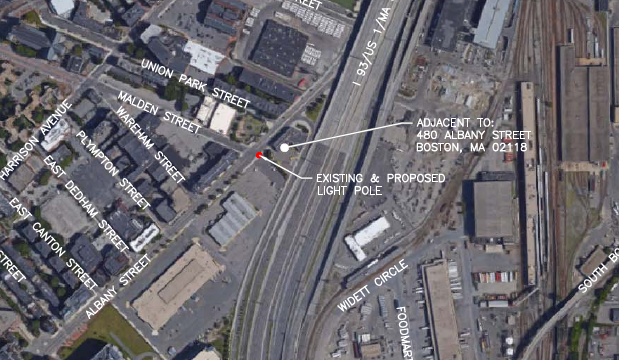 STREET
I 93/US 1/MA
UNION PARK STREET
MALDEN STREET
WAREHAM STREET
HARRISON AVENUE
PLYMPTON STREET
EAST DEDHAM STREET
EAST CANTON STREET
STREET
ALBANY STREET
ADJACENT TO:
480 ALBANY STREET
BOSTON, MA 02118
EXISTING & PROPOSED
LIGHT POLE
WIDETT CIRCLE
FOODMAR
SOUTH BO